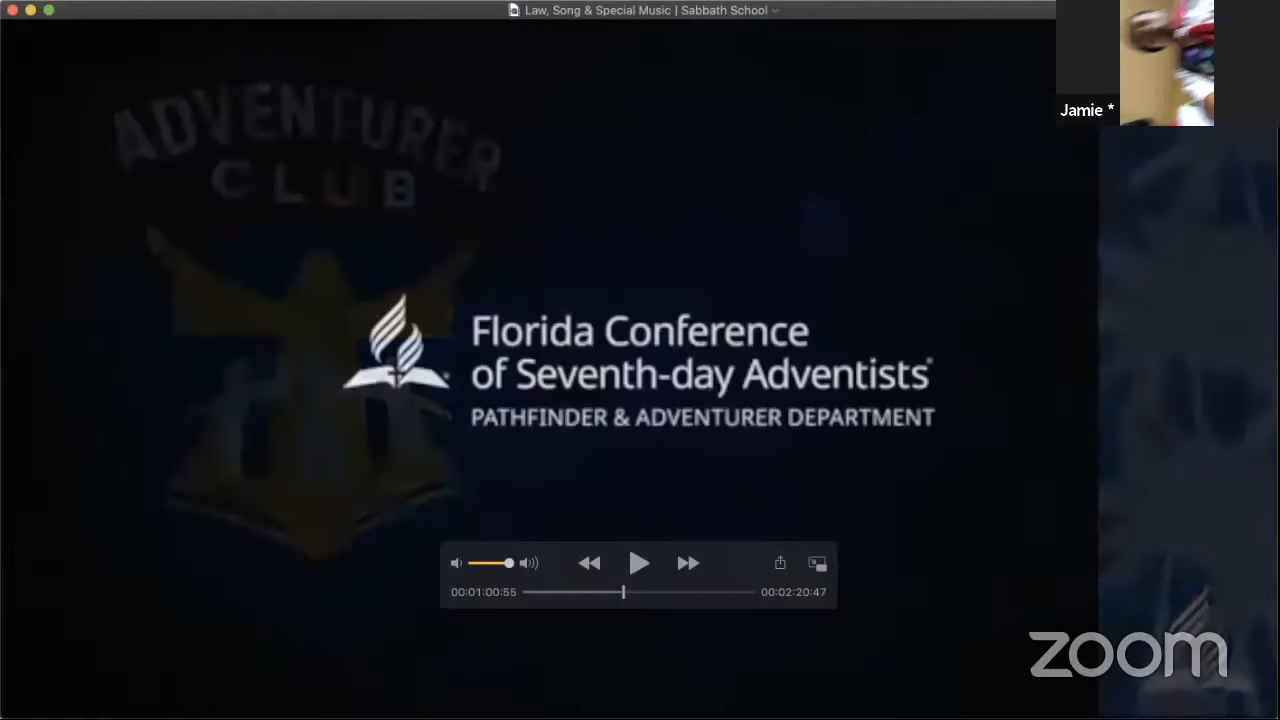 Law, Song & Special Music | Sabbath School
Jamie *
ADVENTURER
CLUB
Florida Conference
of Seventh-day Adventists®
PATHFINDER & ADVENTURER DEPARTMENT
00:01:00:55
00:02:20:47
zoom